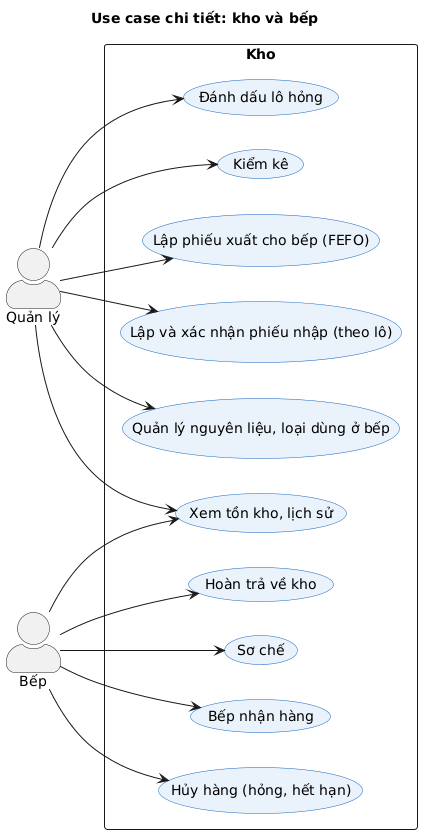 Use case chi tiết: kho và bếp
Kho
Đánh dấu lô hỏng
Kiểm kê
Lập phiếu xuất cho bếp (FEFO)
Quản lý
Lập và xác nhận phiếu nhập (theo lô)
Quản lý nguyên liệu, loại dùng ở bếp
Xem tồn kho, lịch sử
Hoàn trả về kho
Sơ chế
Bếp
Bếp nhận hàng
Hủy hàng (hỏng, hết hạn)